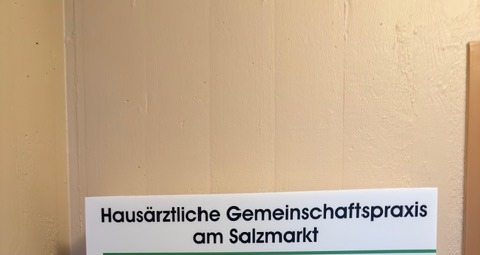 Hausärztliche Gemeinschaftspraxis
am Salzmarkt